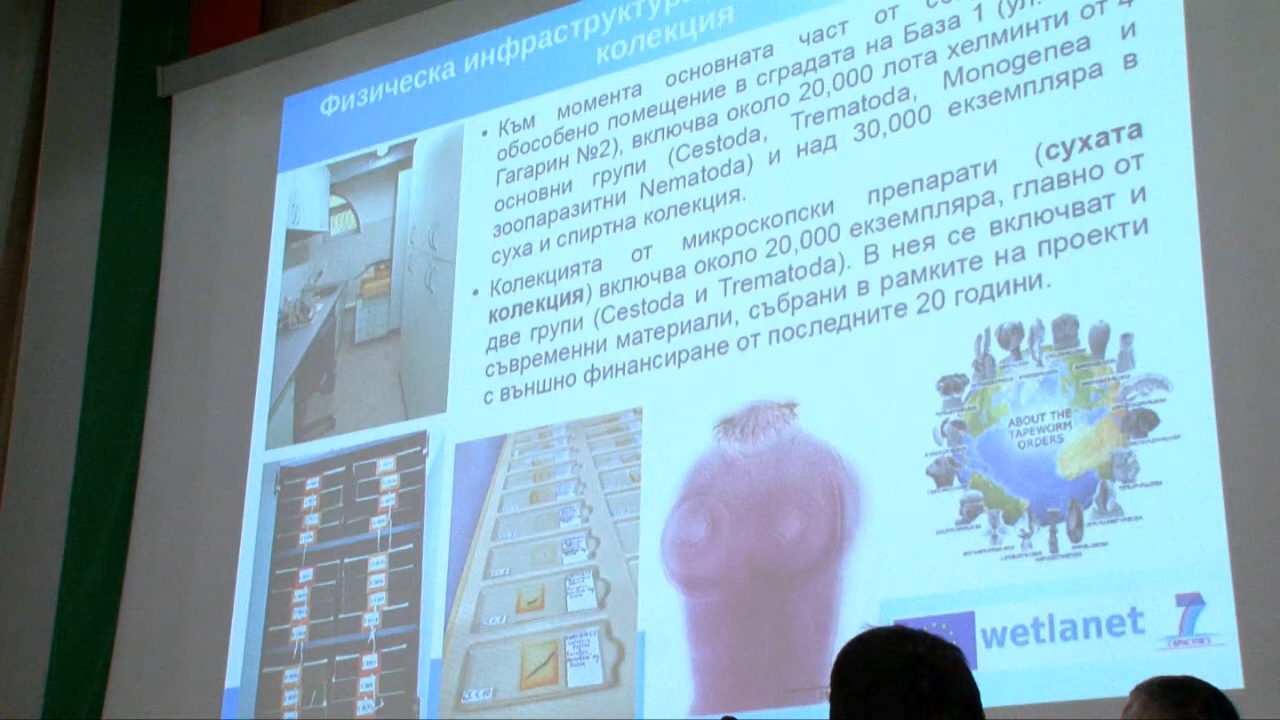 Физическа инфраструктура
колекция
• Към момента основната част от
обособено помещение в сградата на База 1 (ул.
Гагарин №2), включва около 20,000 лота хелминти от 4
основни групи (Cestoda, Trematoda, Monogenea и
зоопаразитни Nematoda) и над 30,000 екземпляра в
суха и спиртна колекция.
• Колекцията от микроскопски препарати (сухата
колекция) включва около 20,000 екземпляра, главно от
две групи (Cestoda и Trematoda). В нея се включват и
съвременни материали, събрани в рамките на проекти
с външно финансиране от последните 20 години.
ABOUT THE
TAPEWORM
ORDERS
wetlanet
7